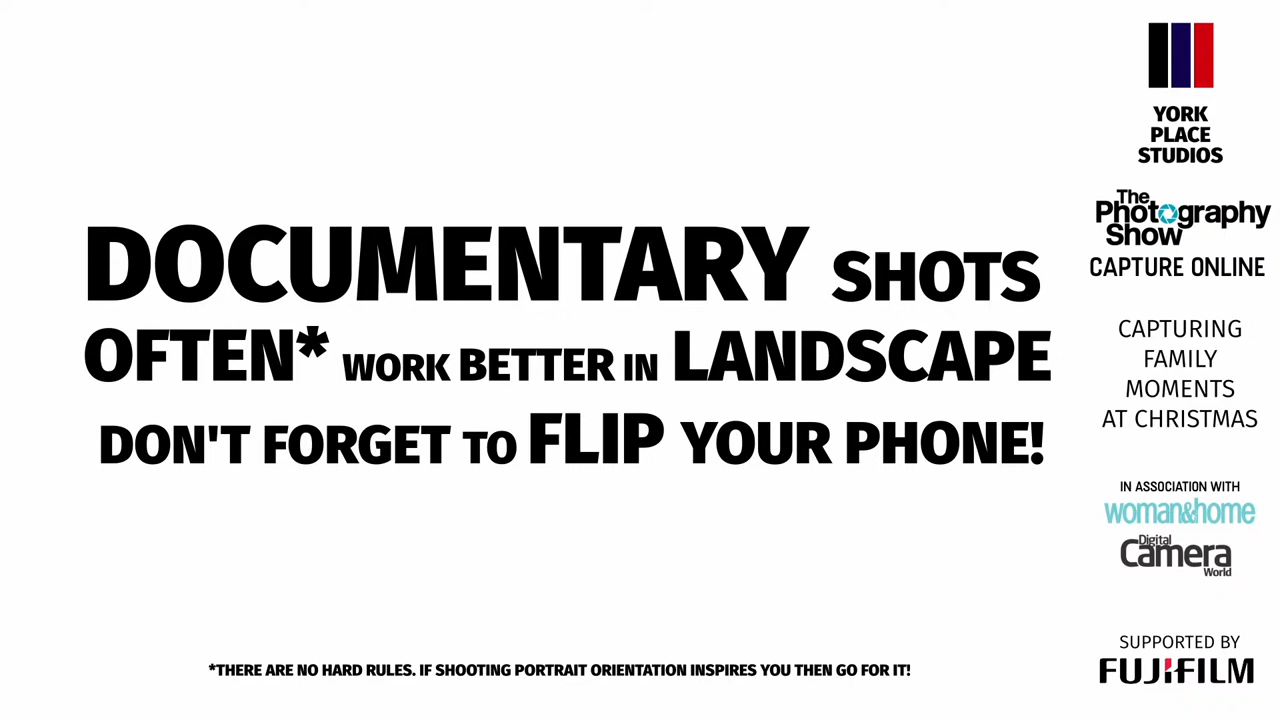 DOCUMENTARY SHOTS
OFTEN* WORK BETTER IN LANDSCAPE
DON'T FORGET TO FLIP YOUR PHONE!
*THERE ARE NO HARD RULES. IF SHOOTING PORTRAIT ORIENTATION INSPIRES YOU THEN GO FOR IT!
YORK
PLACE
STUDIOS
The
Photography
Show
CAPTURE ONLINE
CAPTURING
FAMILY
MOMENTS
AT CHRISTMAS
IN ASSOCIATION WITH
woman&home
Digital
Camera
World
SUPPORTED BY
FUJIFILM